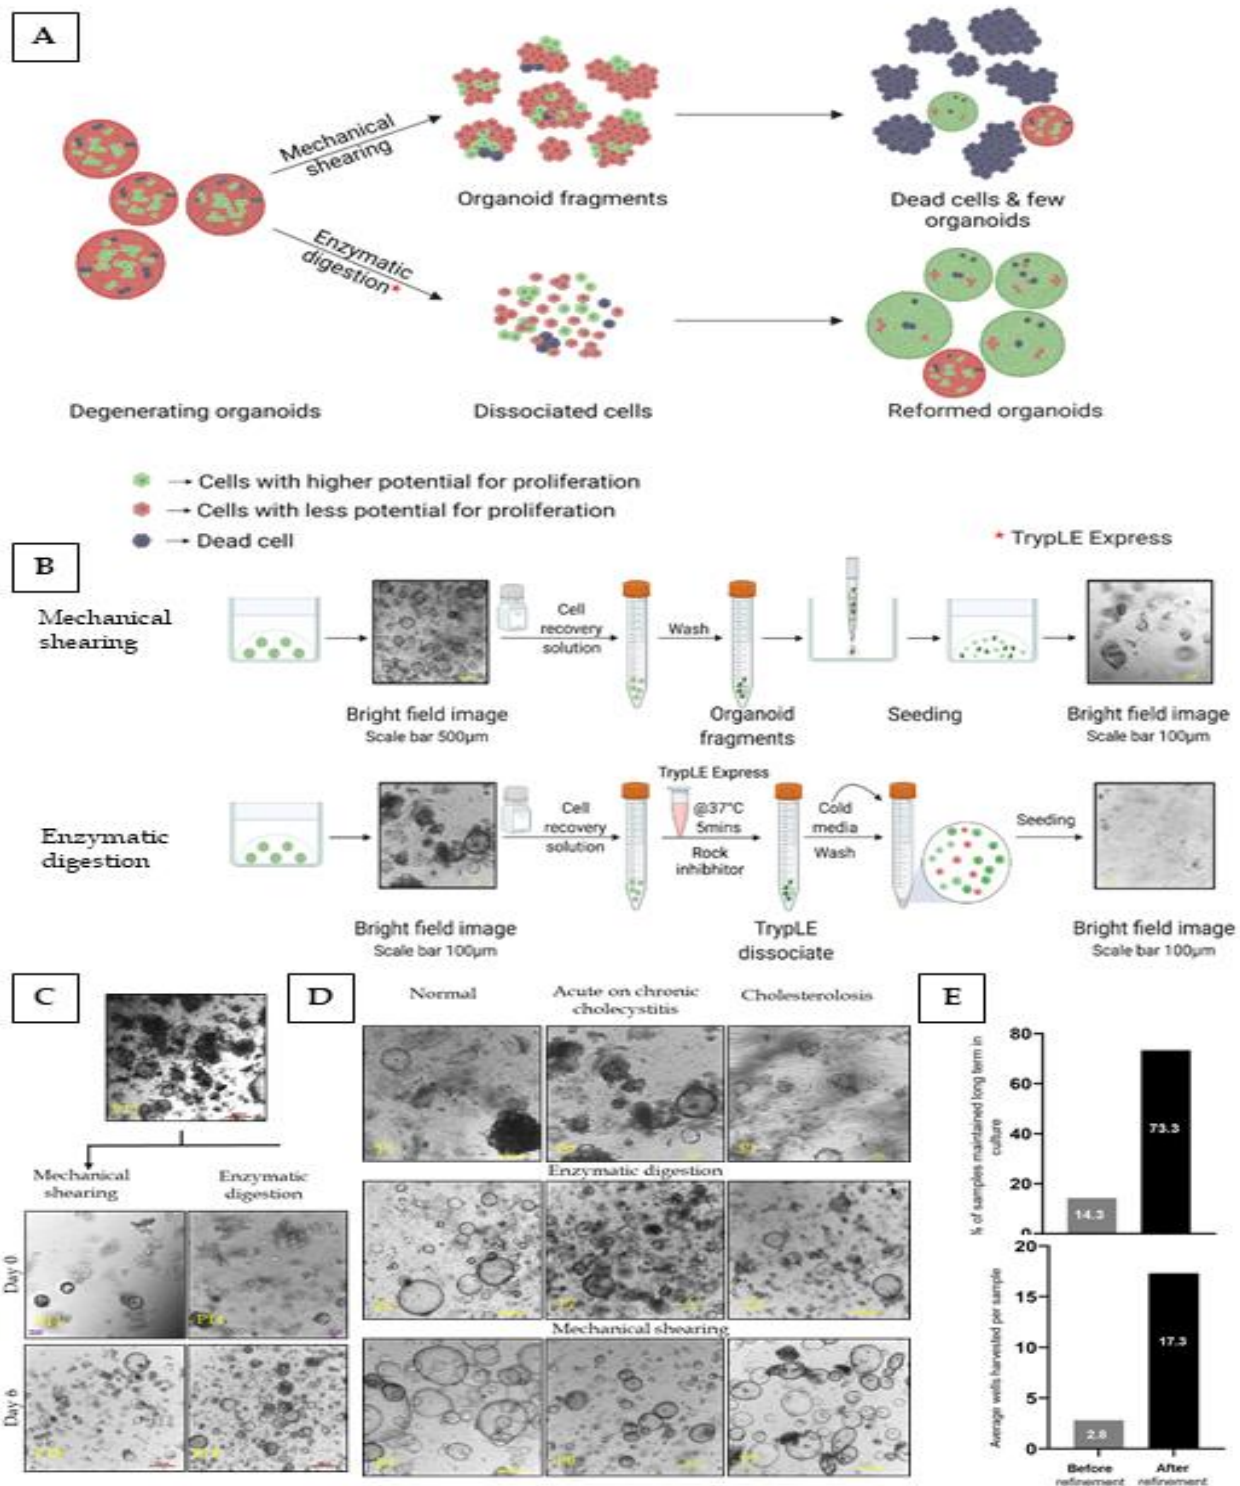 A
Mechanical
shearing
Enzymatic
digestion*
Organoid fragments
Dead cells & few
organoids
Degenerating organoids
Dissociated cells
Reformed organoids
→ Cells with higher potential for proliferation
→ Cells with less potential for proliferation
→ Dead cell
* TrypLE Express
B
Mechanical
shearing
Cell
recovery
solution
Wash
Bright field image
Scale bar 500µm
Organoid
fragments
Seeding
Bright field image
Scale bar 100µm
Enzymatic
digestion
Cell
recovery
solution
TrypLE Express
@37°C
5mins
Rock
inhibhitor
Cold
media
Wash
Seeding
Bright field image
Scale bar 100µm
TrypLE
dissociate
Bright field image
Scale bar 100µm
C
Mechanical
shearing
Enzymatic
digestion
Day 0
Day 6
D
Normal
Acute on chronic
cholecystitis
Cholesterolosis
Enzymatic digestion
Mechanical shearing
E
% of samples maintained long term in
culture
80
60
40
20
0
14.3
73.3
Average wells harvested per sample
20
15
10
5
0
2.8
17.3
Before
refinement
After
refinement